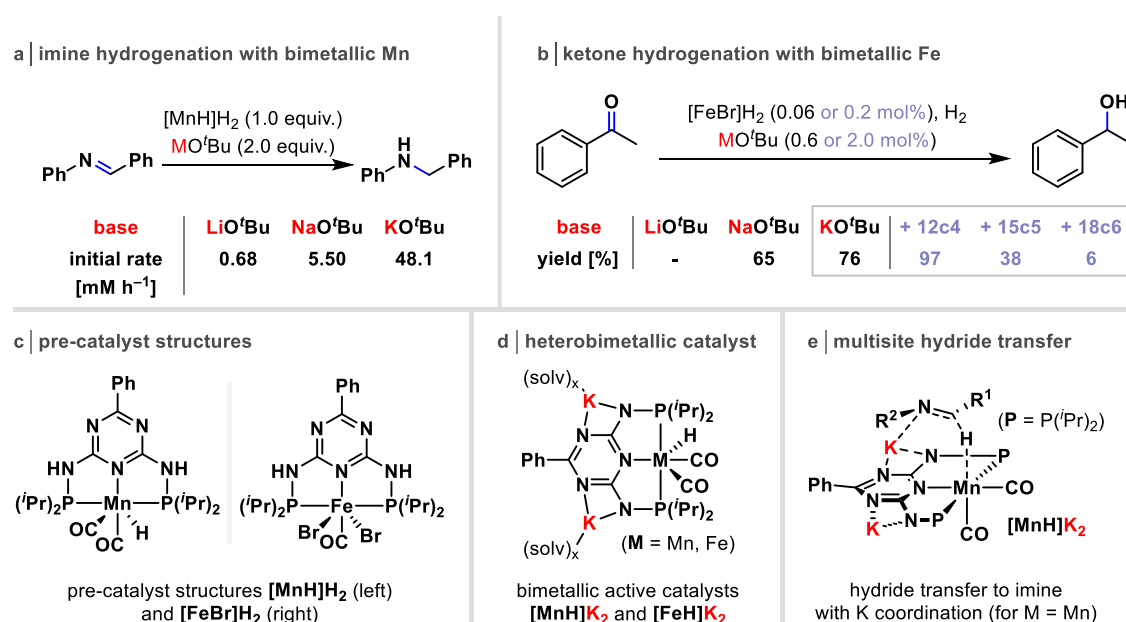 a | imine hydrogenation with bimetallic Mn
[MnH]H₂ (1.0 equiv.)
MOᵗBu (2.0 equiv.)
Ph N Ph
H
Ph N Ph
base LiOᵗBu NaOᵗBu KOᵗBu
initial rate 0.68 5.50 48.1
[mM h⁻¹]
b | ketone hydrogenation with bimetallic Fe
O
OH
[FeBr]H₂ (0.06 or 0.2 mol%), H₂
MOᵗBu (0.6 or 2.0 mol%)
base LiOᵗBu NaOᵗBu KOᵗBu + 12c4 + 15c5 + 18c6
yield [%] - 65 76 97 38 6
c | pre-catalyst structures
Ph
N N
NH N NH
(ⁱPr)₂P Mn P(ⁱPr)₂
OC H
OC
Ph
N N
NH N NH
(ⁱPr)₂P Fe P(ⁱPr)₂
Br Br
OC
pre-catalyst structures [MnH]H₂ (left)
and [FeBr]H₂ (right)
d | heterobimetallic catalyst
(solv)ₓ
K N P(ⁱPr)₂
N H
Ph N M CO
N CO
K N P(ⁱPr)₂
(solv)ₓ (M = Mn, Fe)
bimetallic active catalysts
[MnH]K₂ and [FeH]K₂
e | multisite hydride transfer
R² N R¹
H (P = P(ⁱPr)₂)
K N P
Ph N N Mn CO
N
K N P CO
[MnH]K₂
hydride transfer to imine
with K coordination (for M = Mn)